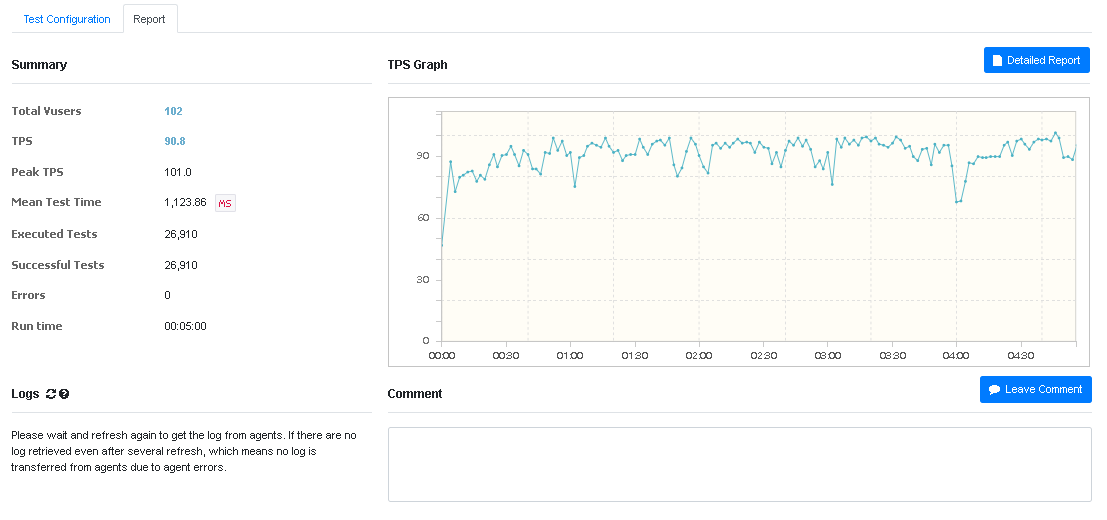 Test Configuration
Report
Summary
Total Vusers 102
TPS 90.8
Peak TPS 101.0
Mean Test Time 1,123.86 MS
Executed Tests 26,910
Successful Tests 26,910
Errors 0
Run time 00:05:00
TPS Graph
Detailed Report
90
60
30
0
00:00 00:30 01:00 01:30 02:00 02:30 03:00 03:30 04:00 04:30
Logs
Please wait and refresh again to get the log from agents. If there are no
log retrieved even after several refresh, which means no log is
transferred from agents due to agent errors.
Comment
Leave Comment